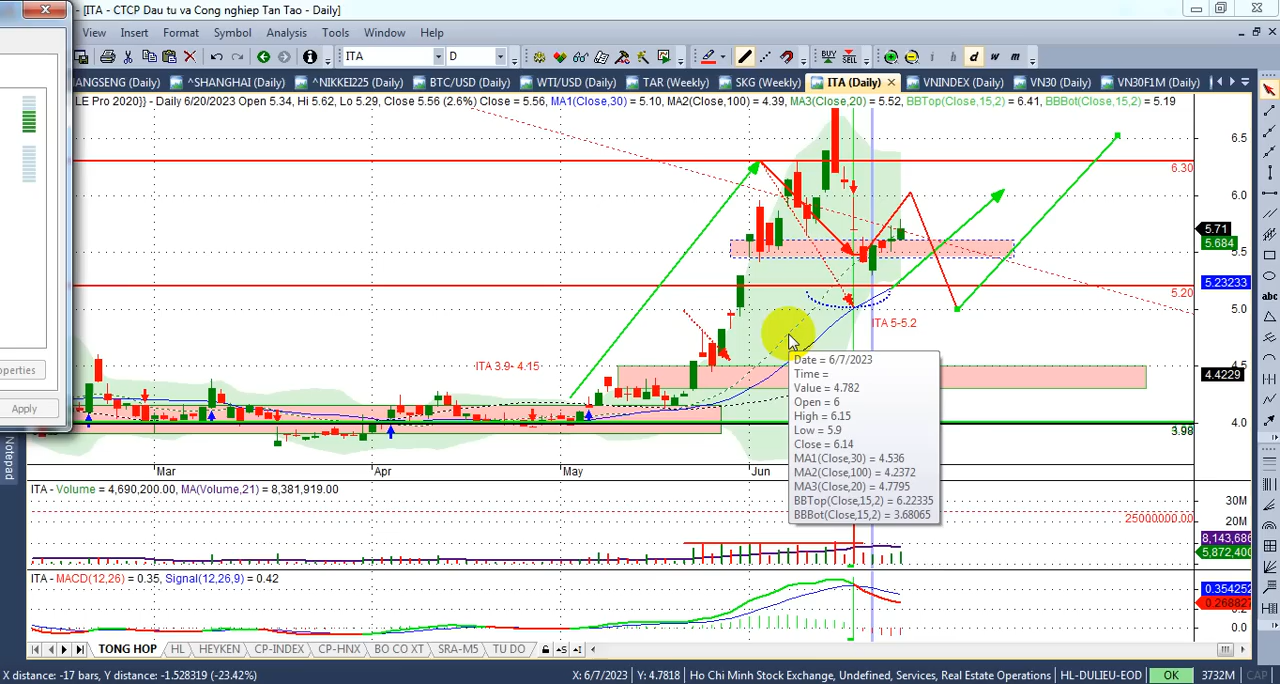 [ITA - CTCP Dau tu va Cong nghiep Tan Tao - Daily]
View Insert Format Symbol Analysis Tools Window Help
ITA D BUY SELL i h d w m
HANGSENG (Daily) ^SHANGHAI (Daily) ^NIKKEI225 (Daily) BTC/USD (Daily) WTI/USD (Daily) TAR (Weekly) SKG (Weekly) ITA (Daily) VNINDEX (Daily) VN30 (Daily) VN30F1M (Daily)
LE Pro 2020)} - Daily 6/20/2023 Open 5.34, Hi 5.62, Lo 5.29, Close 5.56 (2.6%) Close = 5.56, MA1(Close,30) = 5.10, MA2(Close,100) = 4.39, MA3(Close,20) = 5.52, BBTop(Close,15,2) = 6.41, BBBot(Close,15,2) = 5.19
6.5
6.30
6.0
5.71
5.684
5.5
5.23233
5.20
5.0
ITA 5-5.2
ITA 3.9- 4.15
4.5
4.4229
4.0
3.98
Date = 6/7/2023
Time =
Value = 4.782
Open = 6
High = 6.15
Low = 5.9
Close = 6.14
MA1(Close,30) = 4.536
MA2(Close,100) = 4.2372
MA3(Close,20) = 4.7795
BBTop(Close,15,2) = 6.22335
BBBot(Close,15,2) = 3.68065
operties
Apply
Notepad
abc
Mar Apr May Jun
ITA - Volume = 4,690,200.00, MA(Volume,21) = 8,381,919.00
30M
25000000.00
20M
8,143,686
5,872,400
ITA - MACD(12,26) = 0.35, Signal(12,26,9) = 0.42
0.354252
0.268827
0.2
0.0
TONG HOP HL HEYKEN CP-INDEX CP-HNX BO CO XT SRA-M5 TU DO
X distance: -17 bars, Y distance: -1.528319 (-23.42%) X: 6/7/2023 Y: 4.7818 Ho Chi Minh Stock Exchange, Undefined, Services, Real Estate Operations HL-DULIEU-EOD OK 3732M CAP